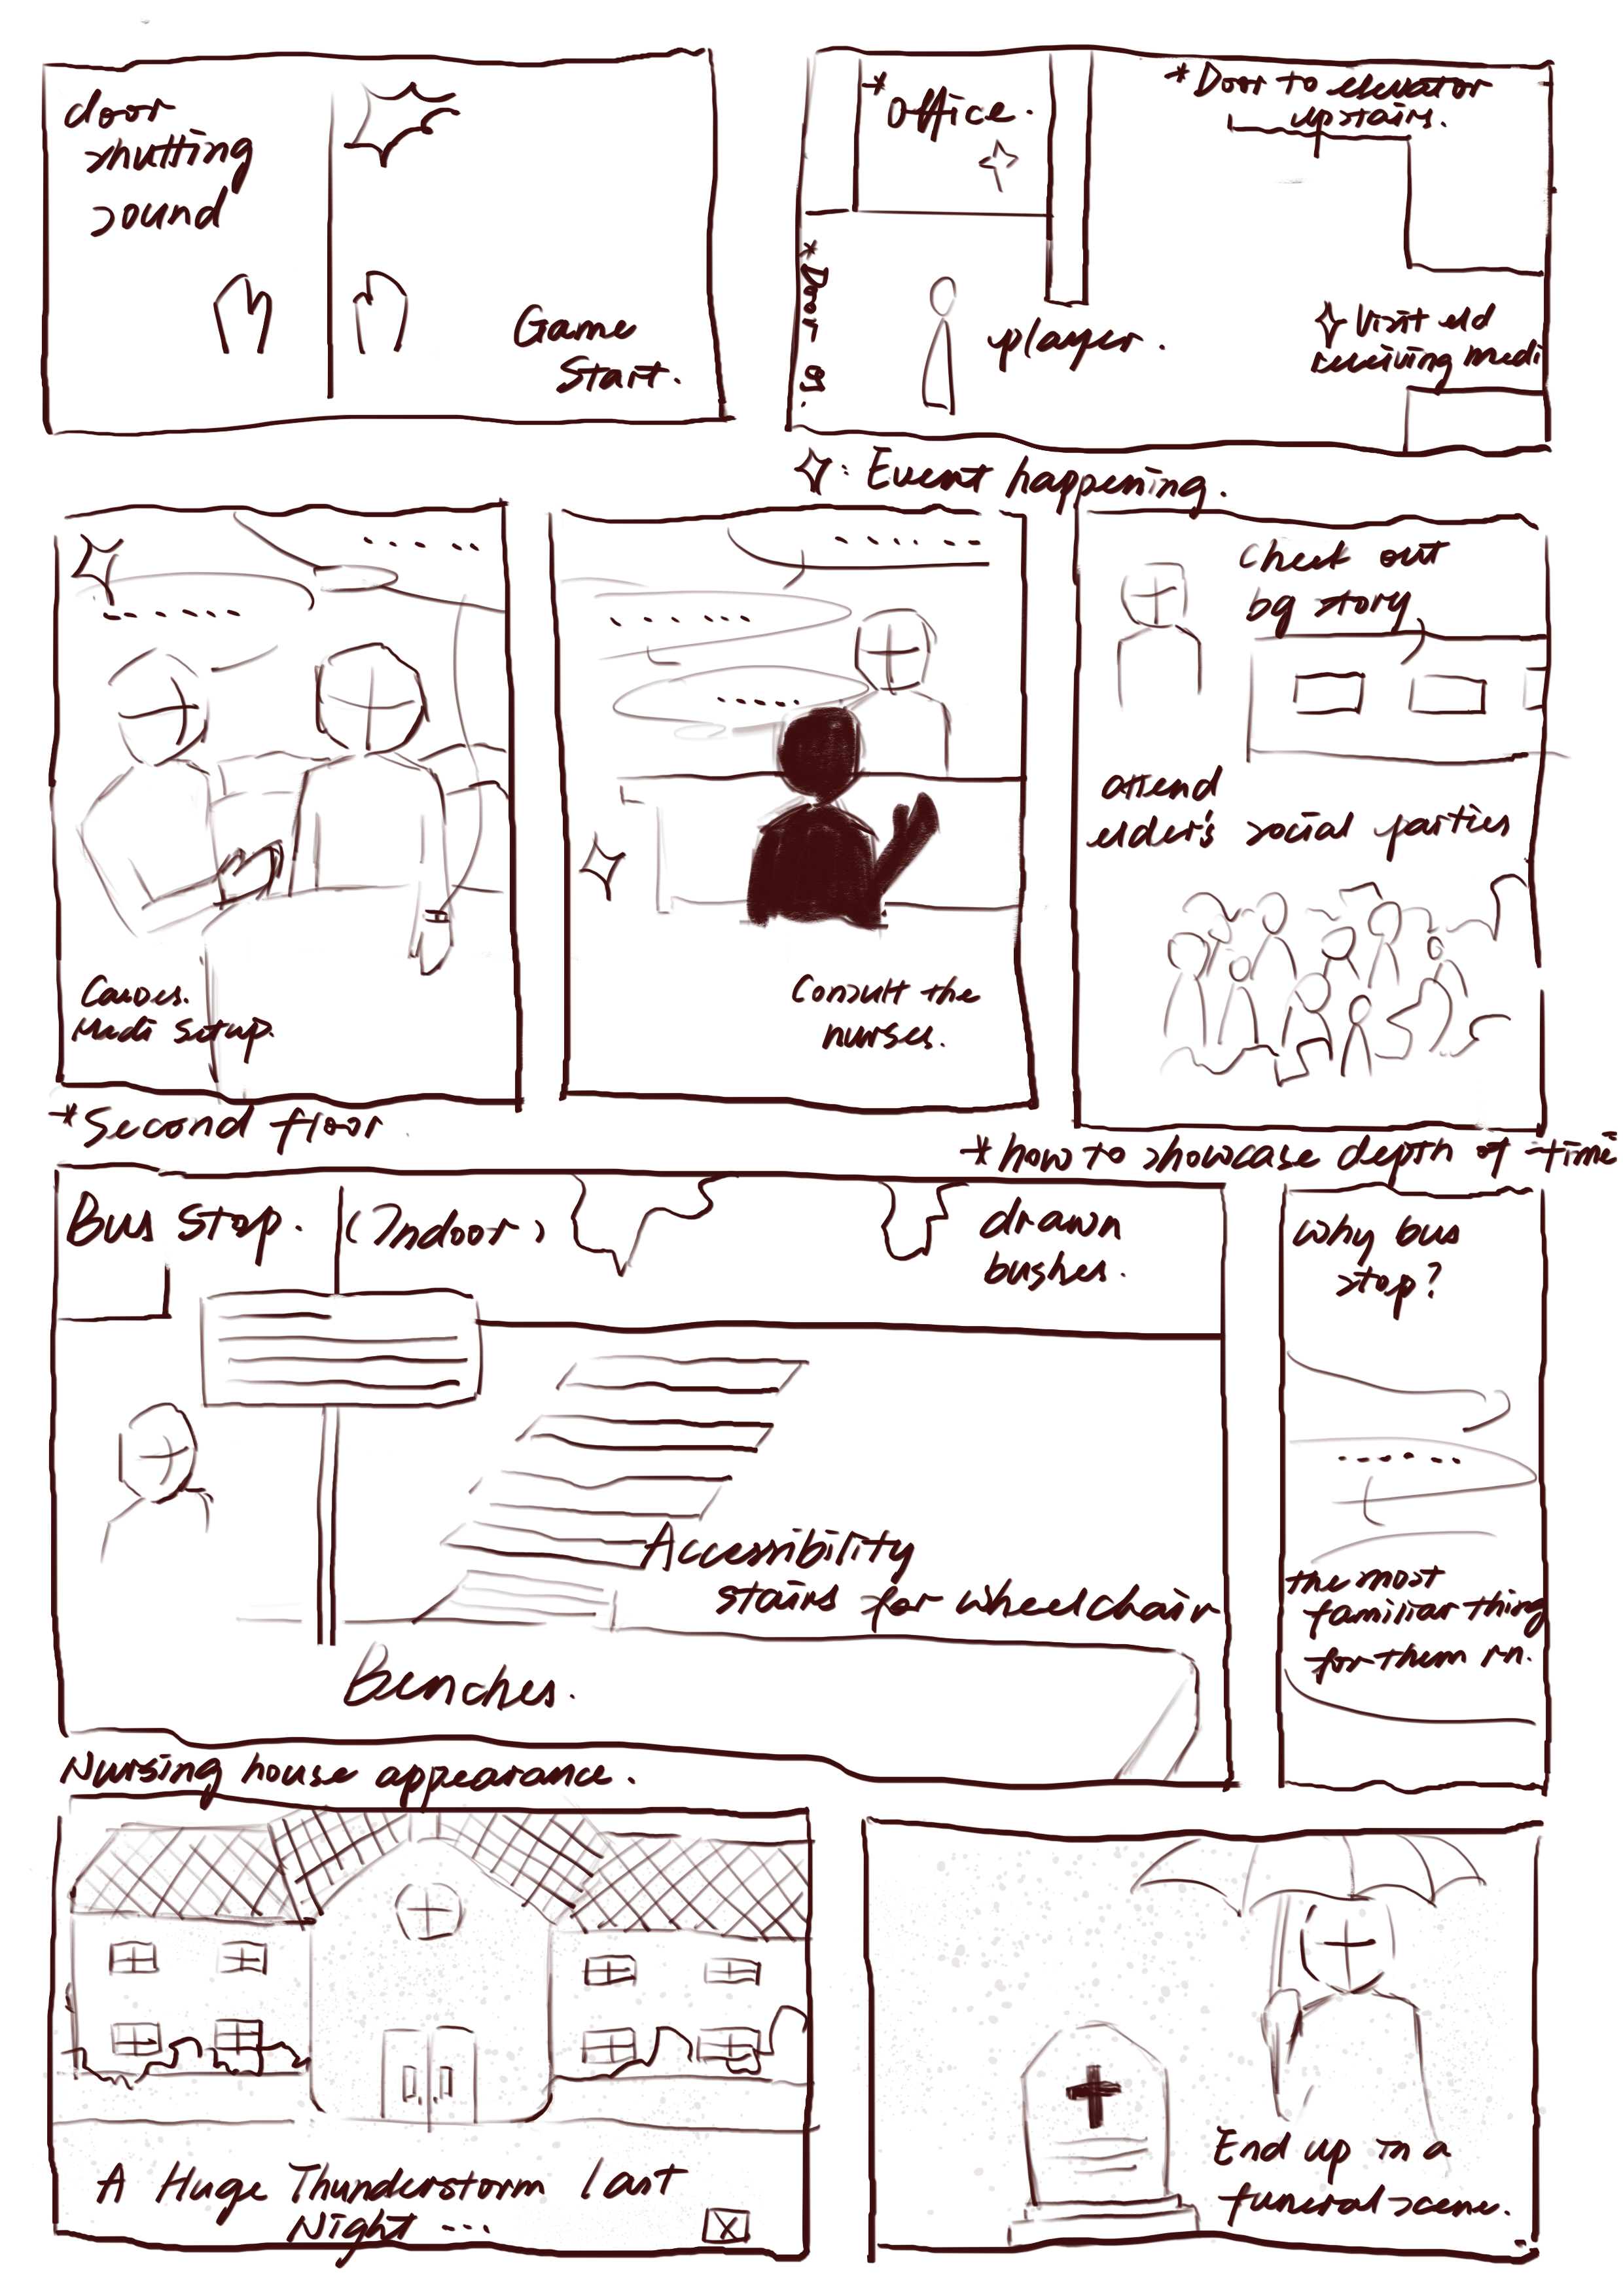 door
shutting
sound
Game
Start.
*Office.
*Door to elevator
upstairs.
*Door
player.
Visit eld
receiving medi
: Event happening.
Medi Setup.
Consult the
nurses.
Check out
bg story
attend
elder's social parties
*Second floor
*how to showcase depth of time
Bus Stop. (Indoor)
drawn
bushes.
Accessibility
stairs for wheelchair
Benches.
why bus
stop?
......
the most
familiar thing
for them rn.
Nursing house appearance.
A Huge Thunderstorm last
Night ...
X
End up in a
funeral scene.